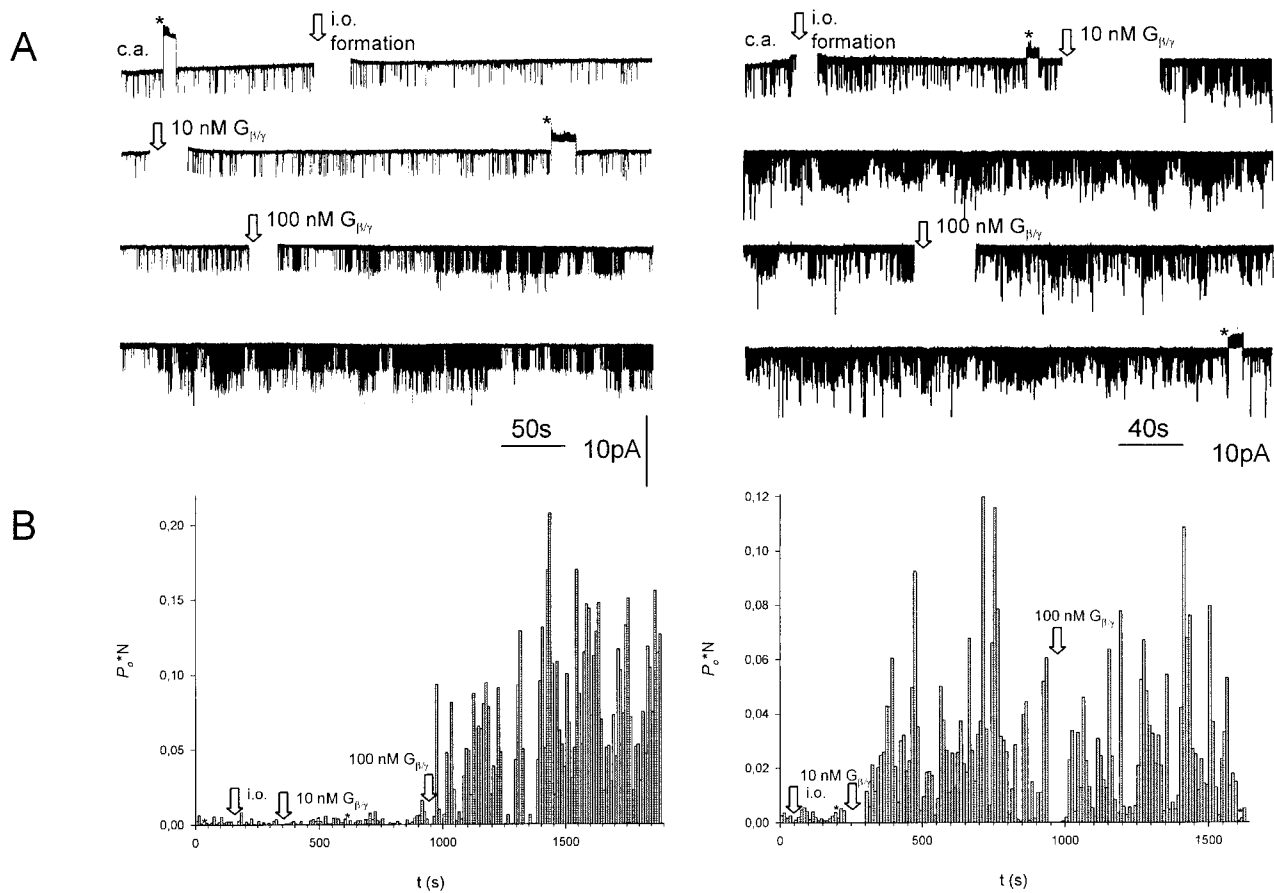 A
c.a. * i.o. formation
10 nM Gβ/γ *
100 nM Gβ/γ
50s 10pA
c.a. i.o. formation * 10 nM Gβ/γ
100 nM Gβ/γ
*
40s 10pA
B
0,20
0,15
0,10
0,05
0,00
Po*N
i.o. 10 nM Gβ/γ * 100 nM Gβ/γ
0 500 1000 1500
t (s)
0,12
0,10
0,08
0,06
0,04
0,02
0,00
10 nM Gβ/γ
i.o. *
100 nM Gβ/γ
0 500 1000 1500
t (s)